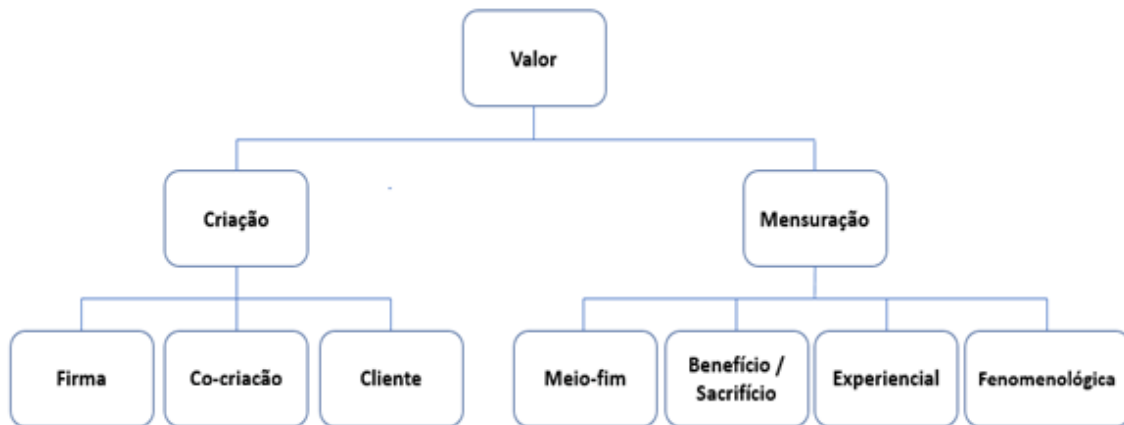 Valor
Criação
Mensuração
Firma
Co-criacão
Cliente
Meio-fim
Benefício /
Sacrifício
Experiencial
Fenomenológica